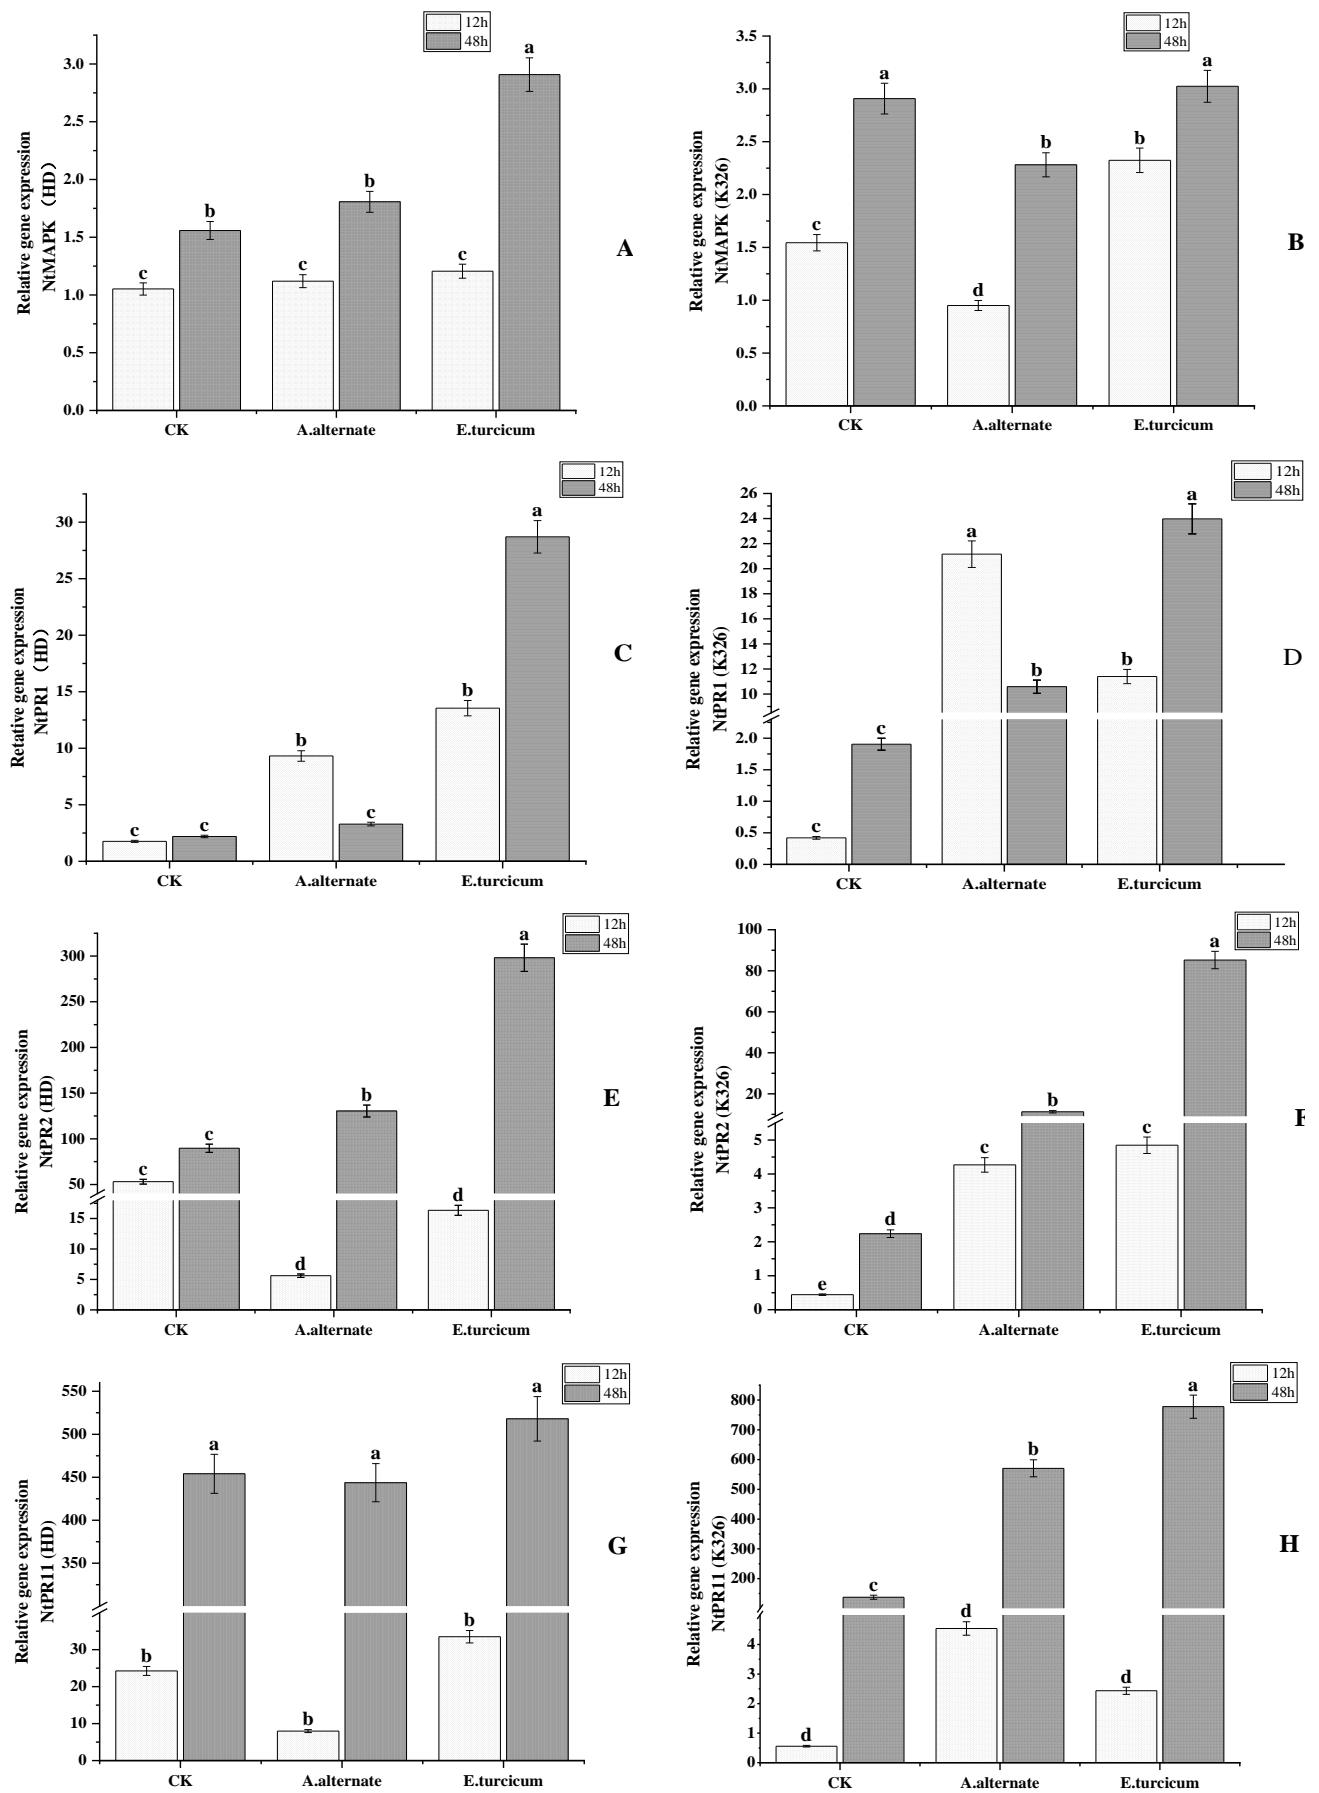 12h
48h
Relative gene expression
NtMAPK （HD）
3.0
2.5
2.0
1.5
1.0
0.5
0.0
c
b
c
b
c
a
CK
A.alternate
E.turcicum
A
12h
48h
Relative gene expression
NtMAPK (K326)
3.5
3.0
2.5
2.0
1.5
1.0
0.5
0.0
c
a
d
b
b
a
CK
A.alternate
E.turcicum
B
12h
48h
Retative gene expression
NtPR1 （HD）
30
25
20
15
10
5
0
c
c
b
c
b
a
CK
A.alternate
E.turcicum
C
12h
48h
Relative gene expression
NtPR1 (K326)
26
24
22
20
18
16
14
12
10
2.0
1.5
1.0
0.5
0.0
c
c
a
b
b
a
CK
A.alternate
E.turcicum
D
12h
48h
Relative gene expression
NtPR2 (HD)
300
250
200
150
100
50
15
10
5
0
c
c
d
b
d
a
CK
A.alternate
E.turcicum
E
12h
48h
Relative gene expression
NtPR2 (K326)
100
80
60
40
20
5
4
3
2
1
0
e
d
c
b
c
a
CK
A.alternate
E.turcicum
F
12h
48h
Relative gene expression
NtPR11 (HD)
550
500
450
400
350
30
20
10
0
b
a
b
a
b
a
CK
A.alternate
E.turcicum
G
12h
48h
Relative gene expression
NtPR11 (K326)
800
700
600
500
400
300
200
4
3
2
1
0
d
c
d
b
d
a
CK
A.alternate
E.turcicum
H